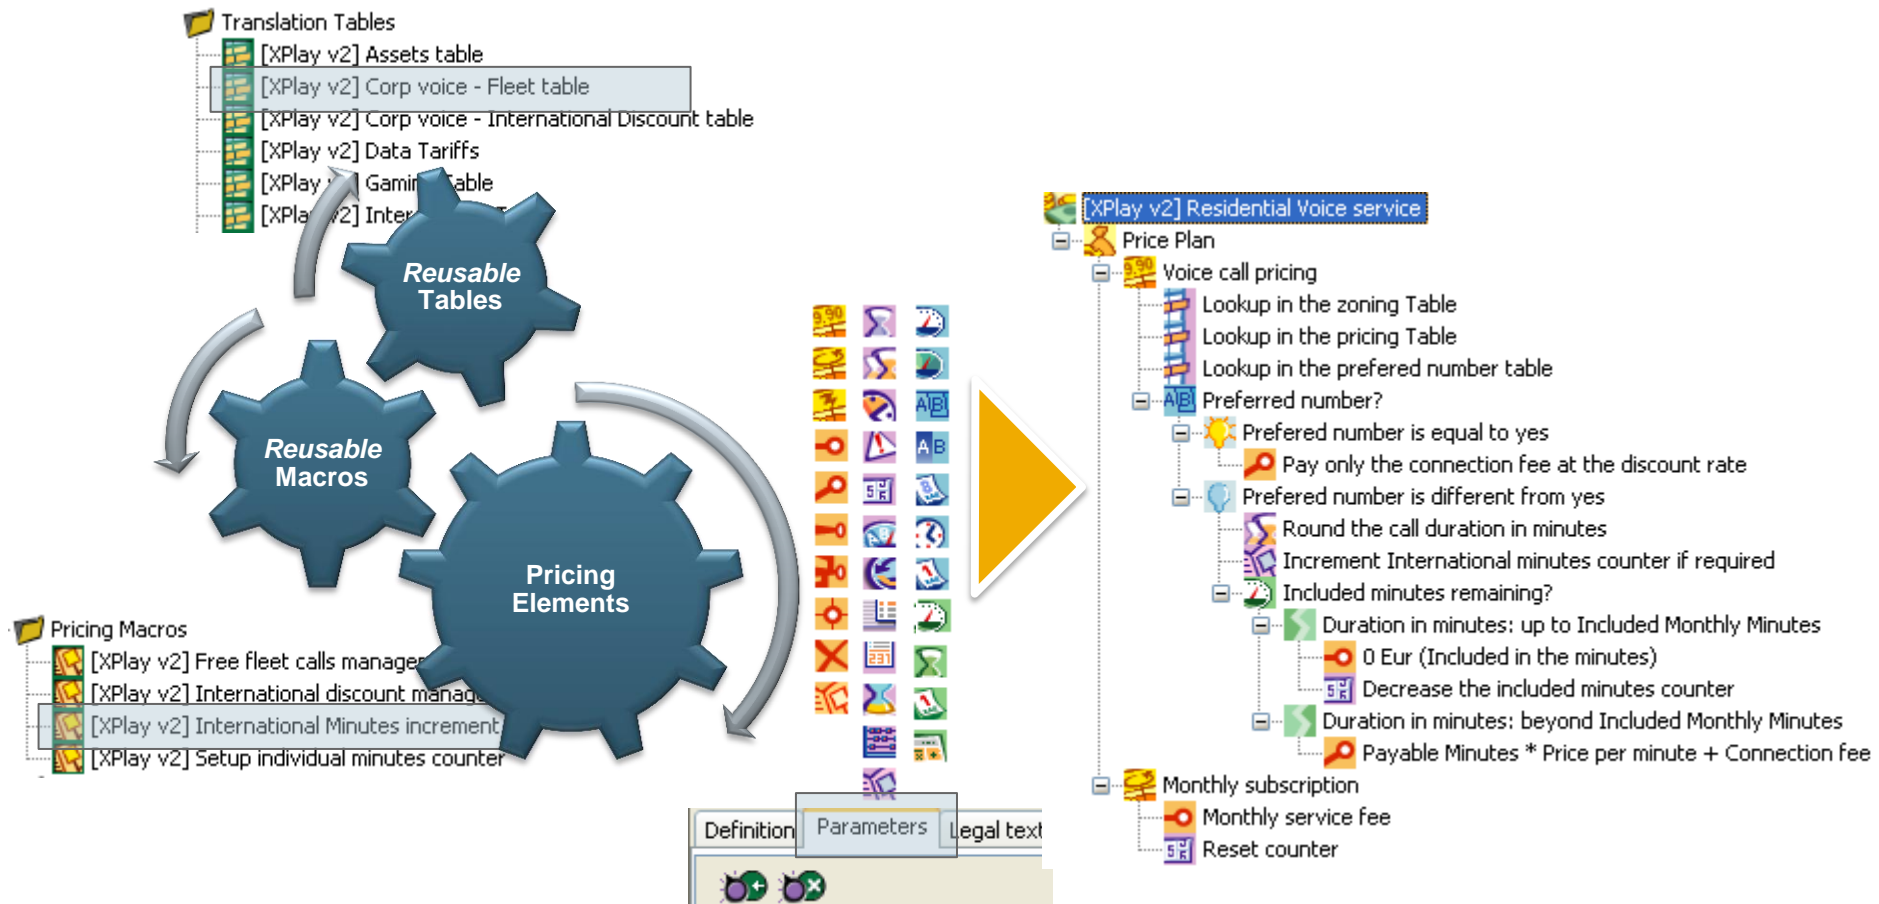 Translation Tables
[XPlay v2] Assets table
[XPlay v2] Corp voice - Fleet table
[XPlay v2] Corp voice - International Discount table
[XPlay v2] Data Tariffs
[XPlay v2] Gaming Table
[XPlay v2] Inter
Reusable
Tables
Reusable
Macros
Pricing
Elements
Pricing Macros
[XPlay v2] Free fleet calls manage
[XPlay v2] International discount manag
[XPlay v2] International Minutes increment
[XPlay v2] Setup individual minutes counter
Definition
Parameters
Legal text
[XPlay v2] Residential Voice service
Price Plan
Voice call pricing
Lookup in the zoning Table
Lookup in the pricing Table
Lookup in the prefered number table
Preferred number?
Prefered number is equal to yes
Pay only the connection fee at the discount rate
Prefered number is different from yes
Round the call duration in minutes
Increment International minutes counter if required
Included minutes remaining?
Duration in minutes: up to Included Monthly Minutes
0 Eur (Included in the minutes)
Decrease the included minutes counter
Duration in minutes: beyond Included Monthly Minutes
Payable Minutes * Price per minute + Connection fee
Monthly subscription
Monthly service fee
Reset counter